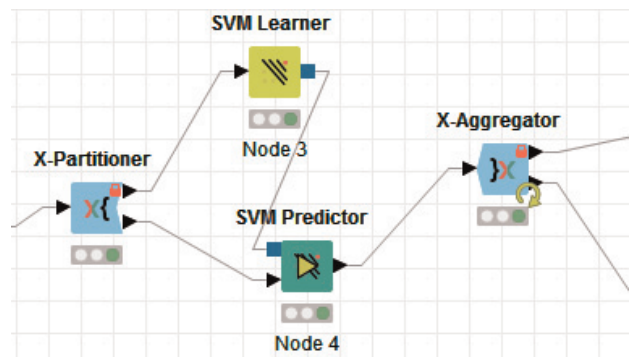 SVM Learner
Node 3
X-Partitioner
X{
X-Aggregator
}X
SVM Predictor
Node 4